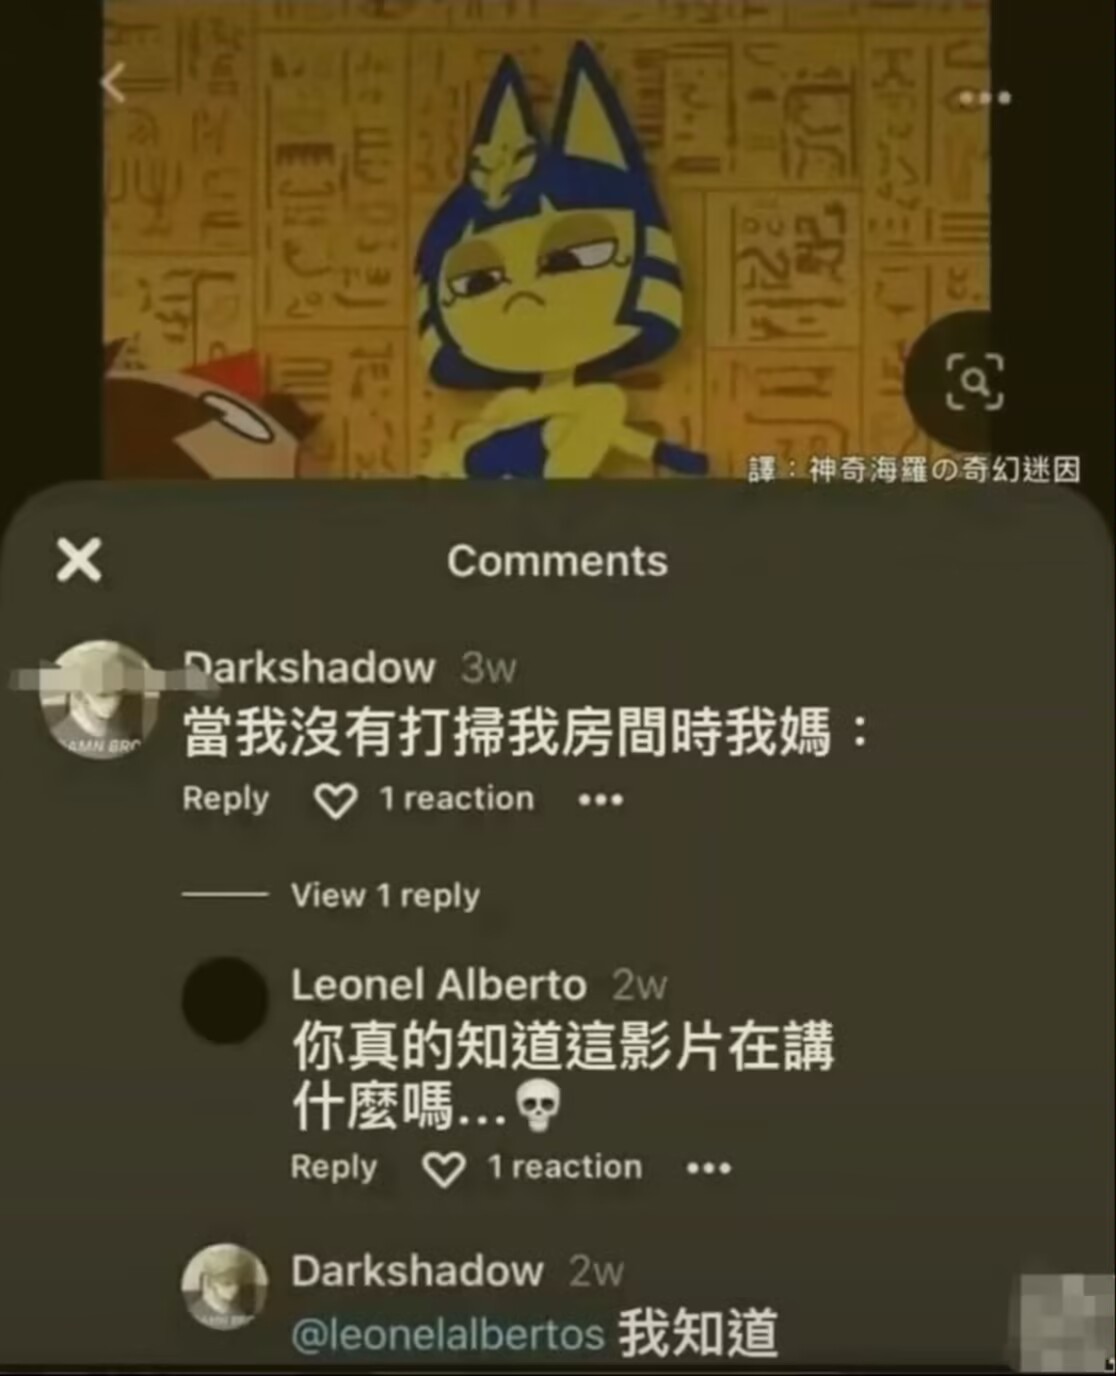 譯：神奇海羅の奇幻迷因
Comments
Darkshadow 3w
當我沒有打掃我房間時我媽：
Reply 1 reaction
View 1 reply
Leonel Alberto 2w
你真的知道這影片在講
什麼嗎...💀
Reply 1 reaction
Darkshadow 2w
@leonelalbertos 我知道